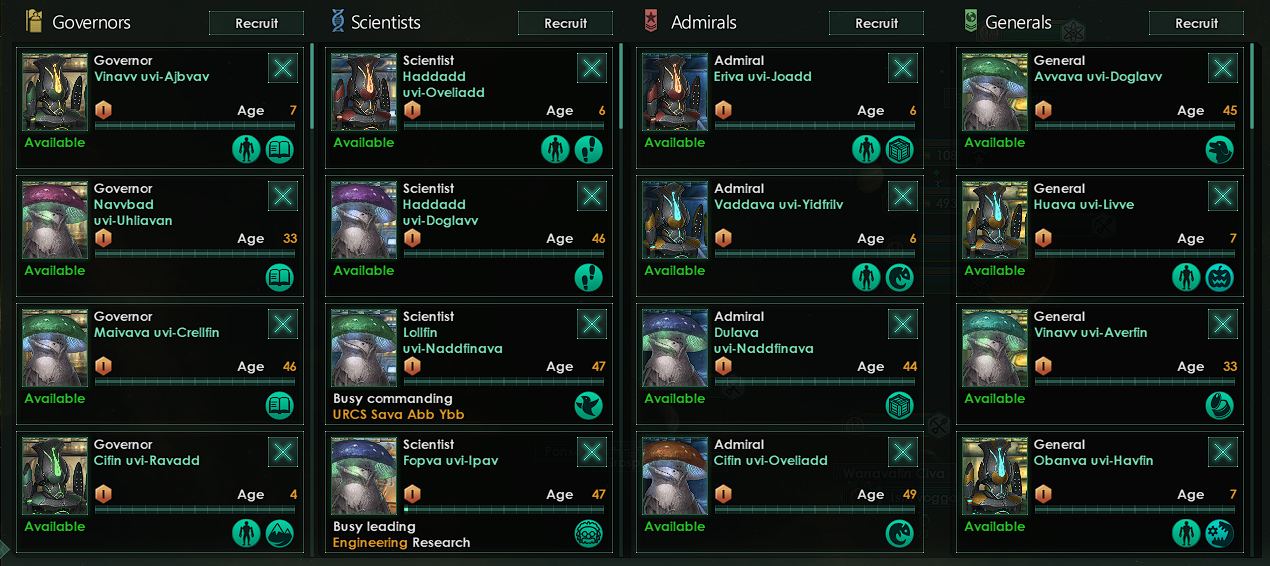 Governors
Recruit
Governor
Vinavv uvi-Ajbvav
I
Age 7
Available
Governor
Navvbad
uvi-Uhliavan
I
Age 33
Available
Governor
Maivava uvi-Crellfin
I
Age 46
Available
Governor
Cifin uvi-Ravadd
I
Age 4
Available
Scientists
Recruit
Scientist
Haddadd
uvi-Oveliadd
I
Age 6
Available
Scientist
Haddadd
uvi-Doglavv
I
Age 46
Available
Scientist
Lollfin
uvi-Naddfinava
I
Age 47
Busy commanding
URCS Sava Abb Ybb
Scientist
Fopva uvi-Ipav
I
Age 47
Busy leading
Engineering Research
Admirals
Recruit
Admiral
Eriva uvi-Joadd
I
Age 6
Available
Admiral
Vaddava uvi-Yidfrilv
I
Age 6
Available
Admiral
Dulava
uvi-Naddfinava
I
Age 44
Available
Admiral
Cifin uvi-Oveliadd
I
Age 49
Available
Generals
Recruit
General
Avvava uvi-Doglavv
I
Age 45
Available
General
Huava uvi-Livve
I
Age 7
Available
General
Vinavv uvi-Averfin
I
Age 33
Available
General
Obanva uvi-Havfin
I
Age 7
Available